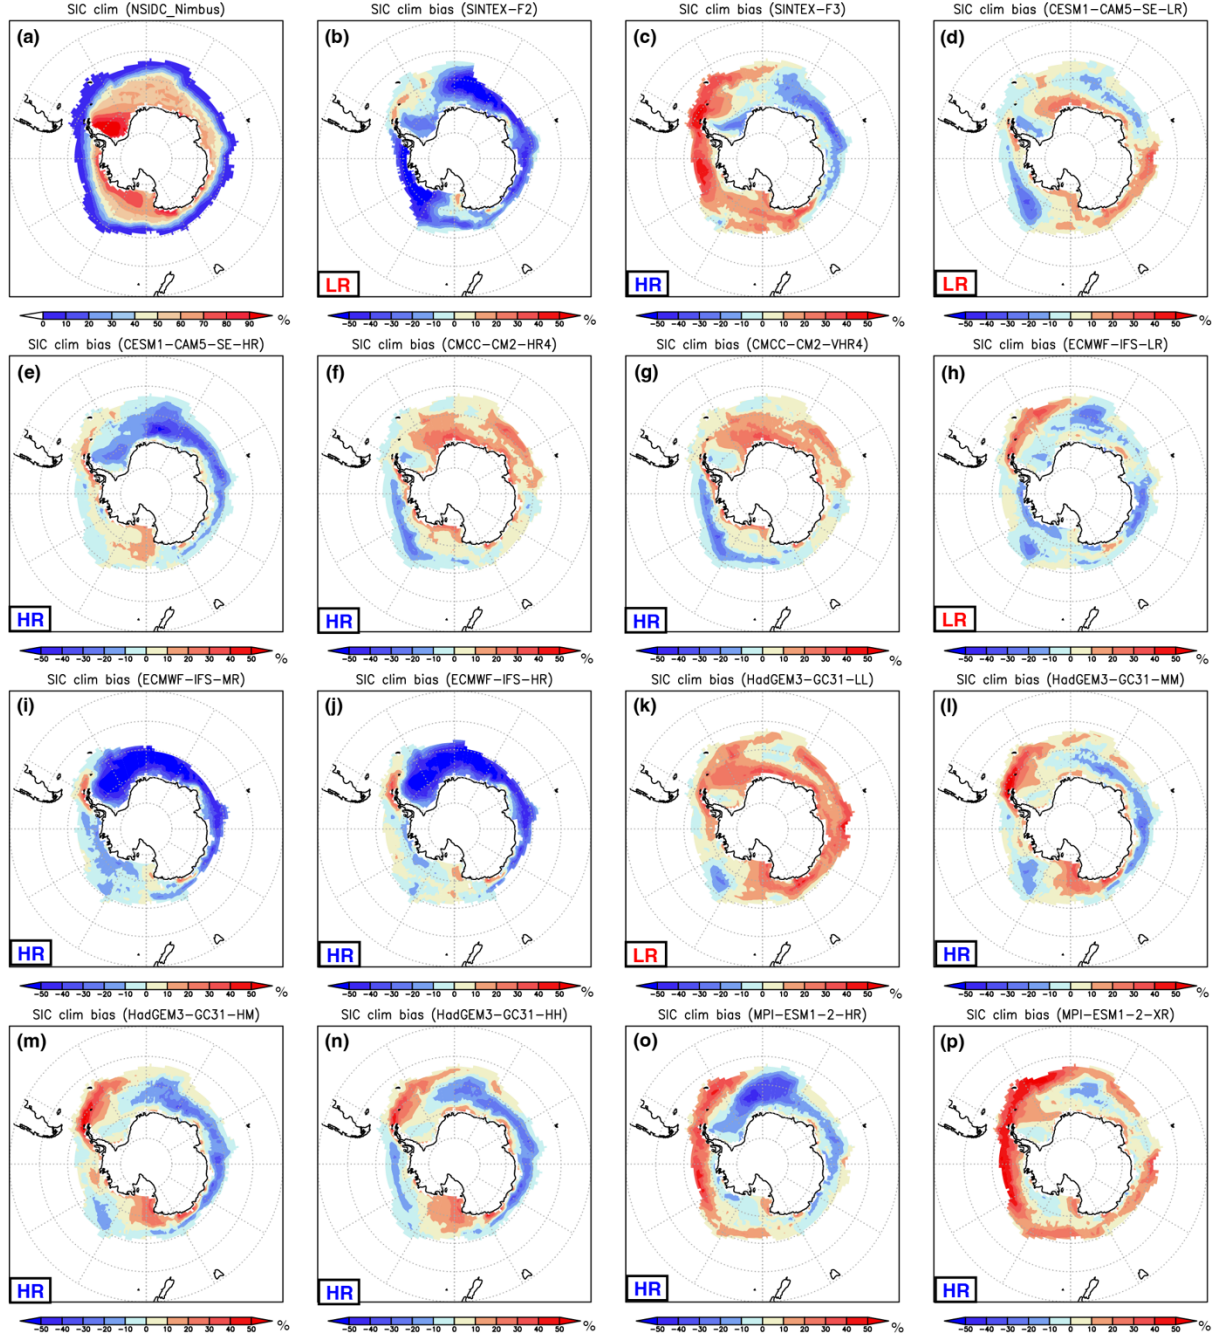 SIC clim (NSIDC_Nimbus)
(a)
0 10 20 30 40 50 60 70 80 90 %
SIC clim bias (SINTEX-F2)
(b)
LR
-50 -40 -30 -20 -10 0 10 20 30 40 50 %
SIC clim bias (SINTEX-F3)
(c)
HR
-50 -40 -30 -20 -10 0 10 20 30 40 50 %
SIC clim bias (CESM1-CAM5-SE-LR)
(d)
LR
-50 -40 -30 -20 -10 0 10 20 30 40 50 %
SIC clim bias (CESM1-CAM5-SE-HR)
(e)
HR
-50 -40 -30 -20 -10 0 10 20 30 40 50 %
SIC clim bias (CMCC-CM2-HR4)
(f)
HR
-50 -40 -30 -20 -10 0 10 20 30 40 50 %
SIC clim bias (CMCC-CM2-VHR4)
(g)
HR
-50 -40 -30 -20 -10 0 10 20 30 40 50 %
SIC clim bias (ECMWF-IFS-LR)
(h)
LR
-50 -40 -30 -20 -10 0 10 20 30 40 50 %
SIC clim bias (ECMWF-IFS-MR)
(i)
HR
-50 -40 -30 -20 -10 0 10 20 30 40 50 %
SIC clim bias (ECMWF-IFS-HR)
(j)
HR
-50 -40 -30 -20 -10 0 10 20 30 40 50 %
SIC clim bias (HadGEM3-GC31-LL)
(k)
LR
-50 -40 -30 -20 -10 0 10 20 30 40 50 %
SIC clim bias (HadGEM3-GC31-MM)
(l)
HR
-50 -40 -30 -20 -10 0 10 20 30 40 50 %
SIC clim bias (HadGEM3-GC31-HM)
(m)
HR
-50 -40 -30 -20 -10 0 10 20 30 40 50 %
SIC clim bias (HadGEM3-GC31-HH)
(n)
HR
-50 -40 -30 -20 -10 0 10 20 30 40 50 %
SIC clim bias (MPI-ESM1-2-HR)
(o)
HR
-50 -40 -30 -20 -10 0 10 20 30 40 50 %
SIC clim bias (MPI-ESM1-2-XR)
(p)
HR
-50 -40 -30 -20 -10 0 10 20 30 40 50 %